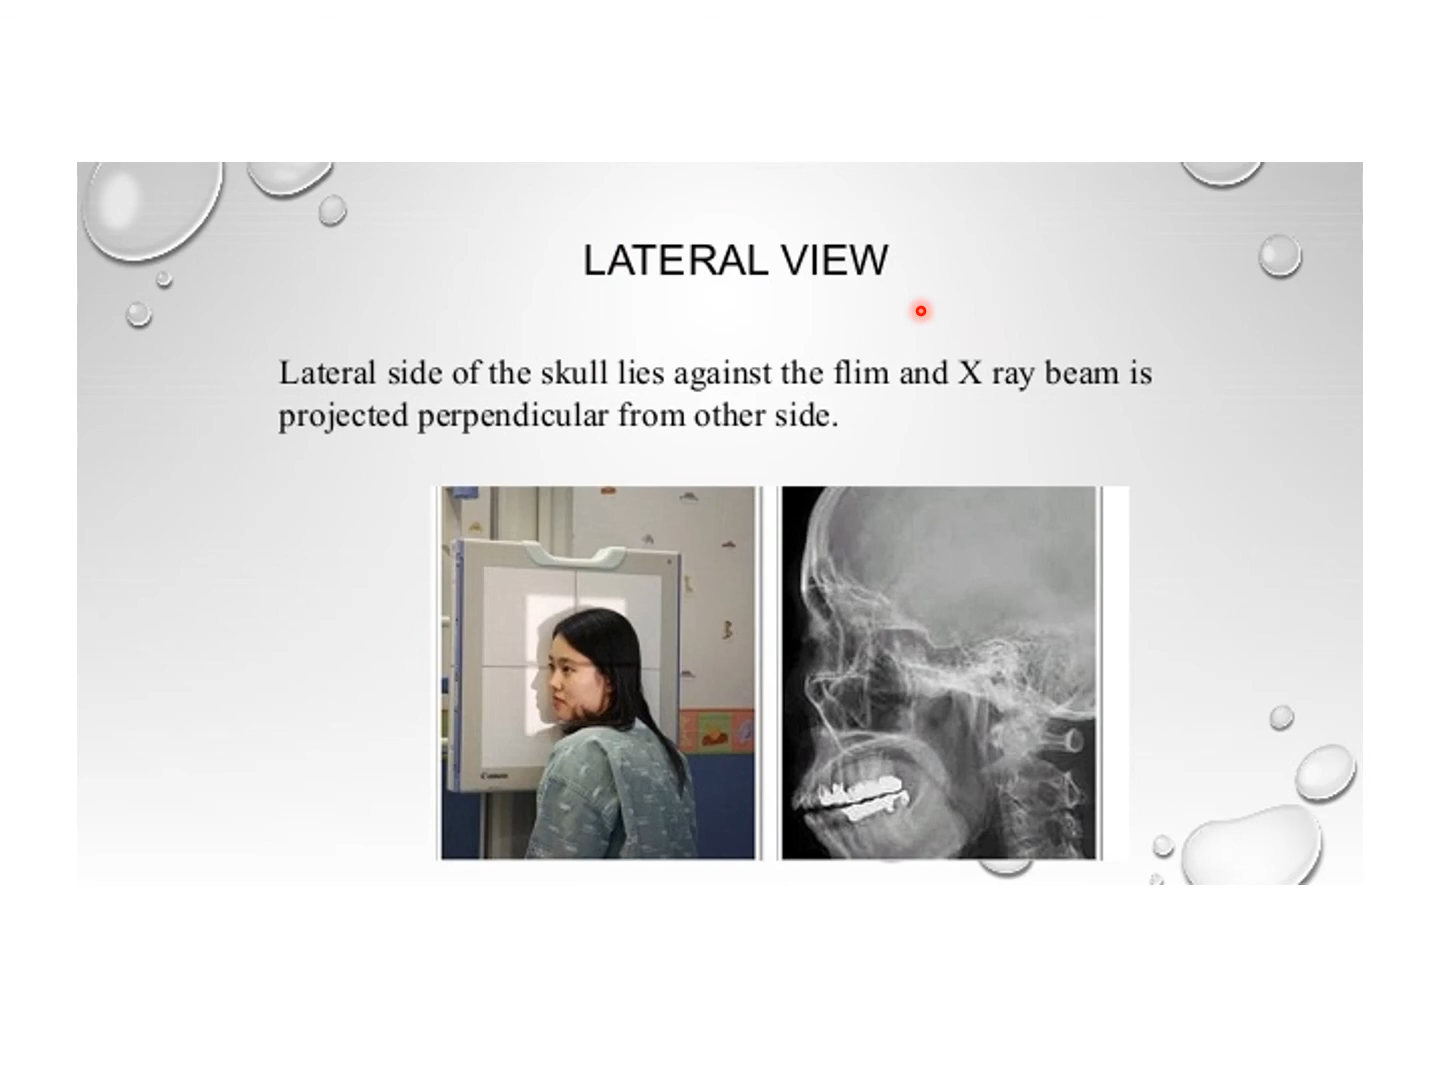 LATERAL VIEW
Lateral side of the skull lies against the flim and X ray beam is
projected perpendicular from other side.
Canon